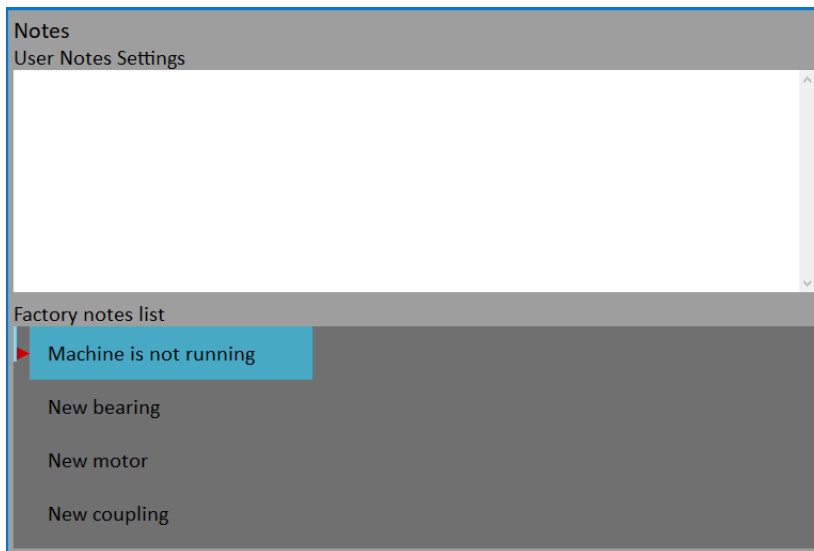 Notes
User Notes Settings
Factory notes list
Machine is not running
New bearing
New motor
New coupling